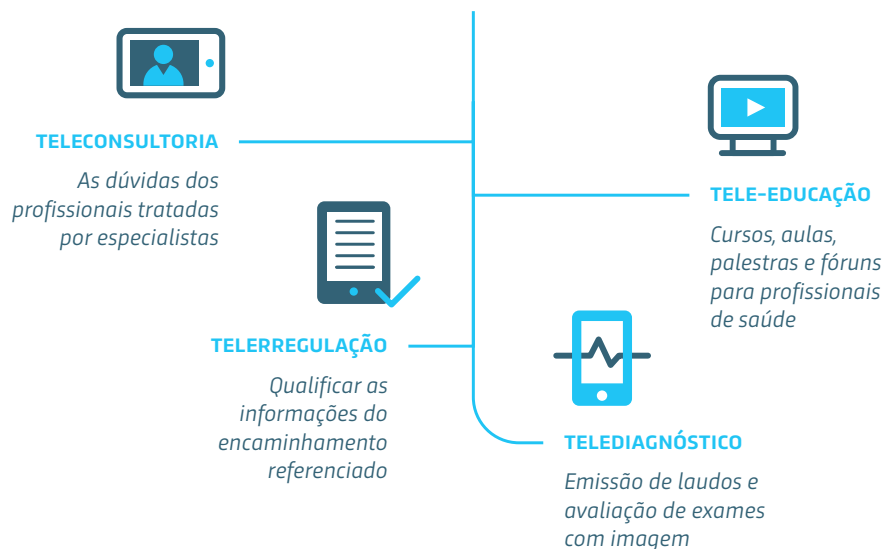 TELECONSULTORIA
As dúvidas dos
profissionais tratadas
por especialistas
TELE-EDUCAÇÃO
Cursos, aulas,
palestras e fóruns
para profissionais
de saúde
TELERREGULAÇÃO
Qualificar as
informações do
encaminhamento
referenciado
TELEDIAGNÓSTICO
Emissão de laudos e
avaliação de exames
com imagem